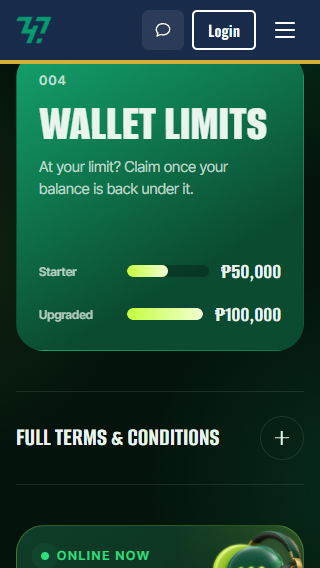 747
Login
004
WALLET LIMITS
At your limit? Claim once your
balance is back under it.
Starter ₱50,000
Upgraded ₱100,000
FULL TERMS & CONDITIONS
ONLINE NOW